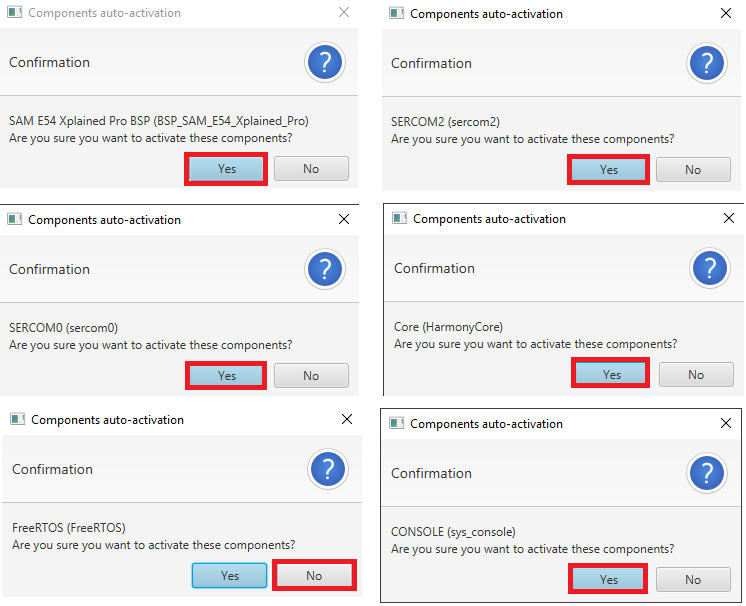 Components auto-activation
Confirmation
?
SAM E54 Xplained Pro BSP (BSP_SAM_E54_Xplained_Pro)
Are you sure you want to activate these components?
Yes No
Components auto-activation
Confirmation
?
SERCOM2 (sercom2)
Are you sure you want to activate these components?
Yes No
Components auto-activation
Confirmation
?
SERCOM0 (sercom0)
Are you sure you want to activate these components?
Yes No
Components auto-activation
Confirmation
?
Core (HarmonyCore)
Are you sure you want to activate these components?
Yes No
Components auto-activation
Confirmation
?
FreeRTOS (FreeRTOS)
Are you sure you want to activate these components?
Yes No
Components auto-activation
Confirmation
?
CONSOLE (sys_console)
Are you sure you want to activate these components?
Yes No